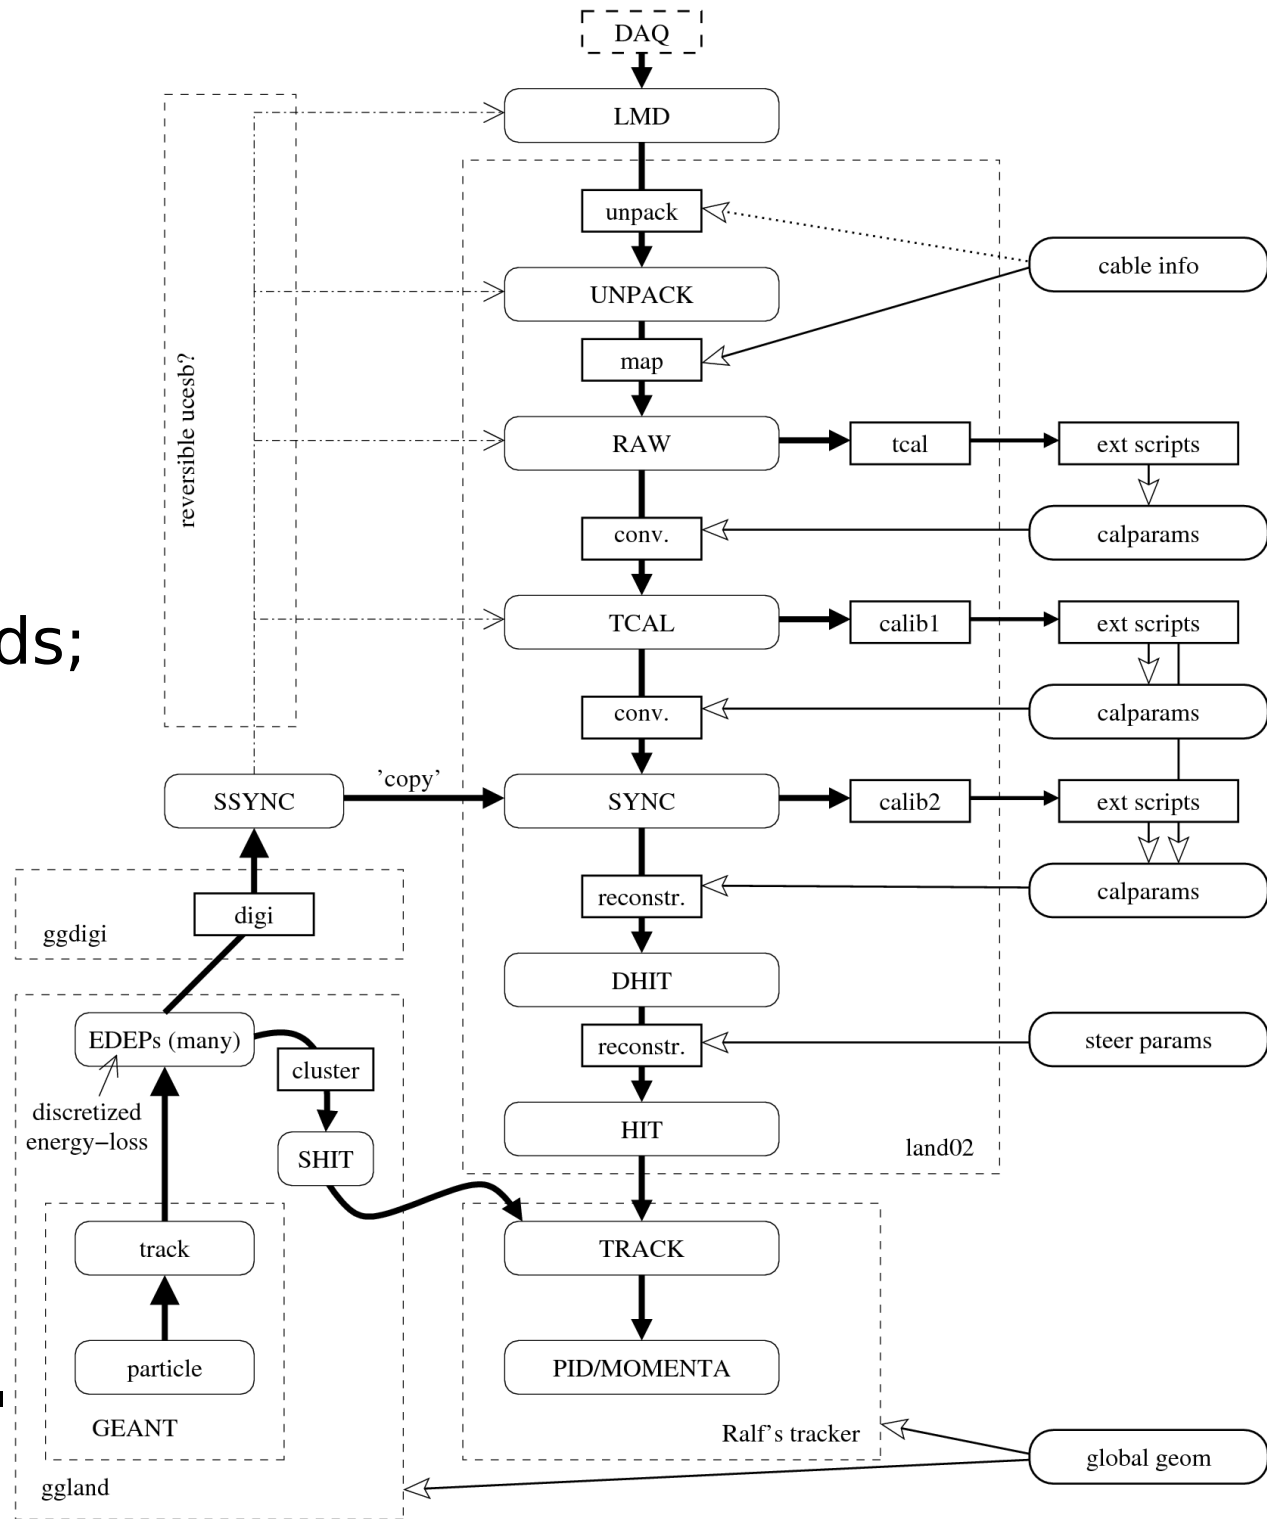 DAQ
LMD
unpack
cable info
UNPACK
map
reversible ucesb?
RAW
tcal
ext scripts
conv.
calparams
ds;
TCAL
calib1
ext scripts
conv.
calparams
SSYNC
'copy'
SYNC
calib2
ext scripts
reconstr.
calparams
digi
ggdigi
DHIT
EDEPs (many)
reconstr.
steer params
cluster
discretized
energy−loss
HIT
SHIT
land02
track
TRACK
particle
PID/MOMENTA
GEANT
Ralf's tracker
global geom
ggland